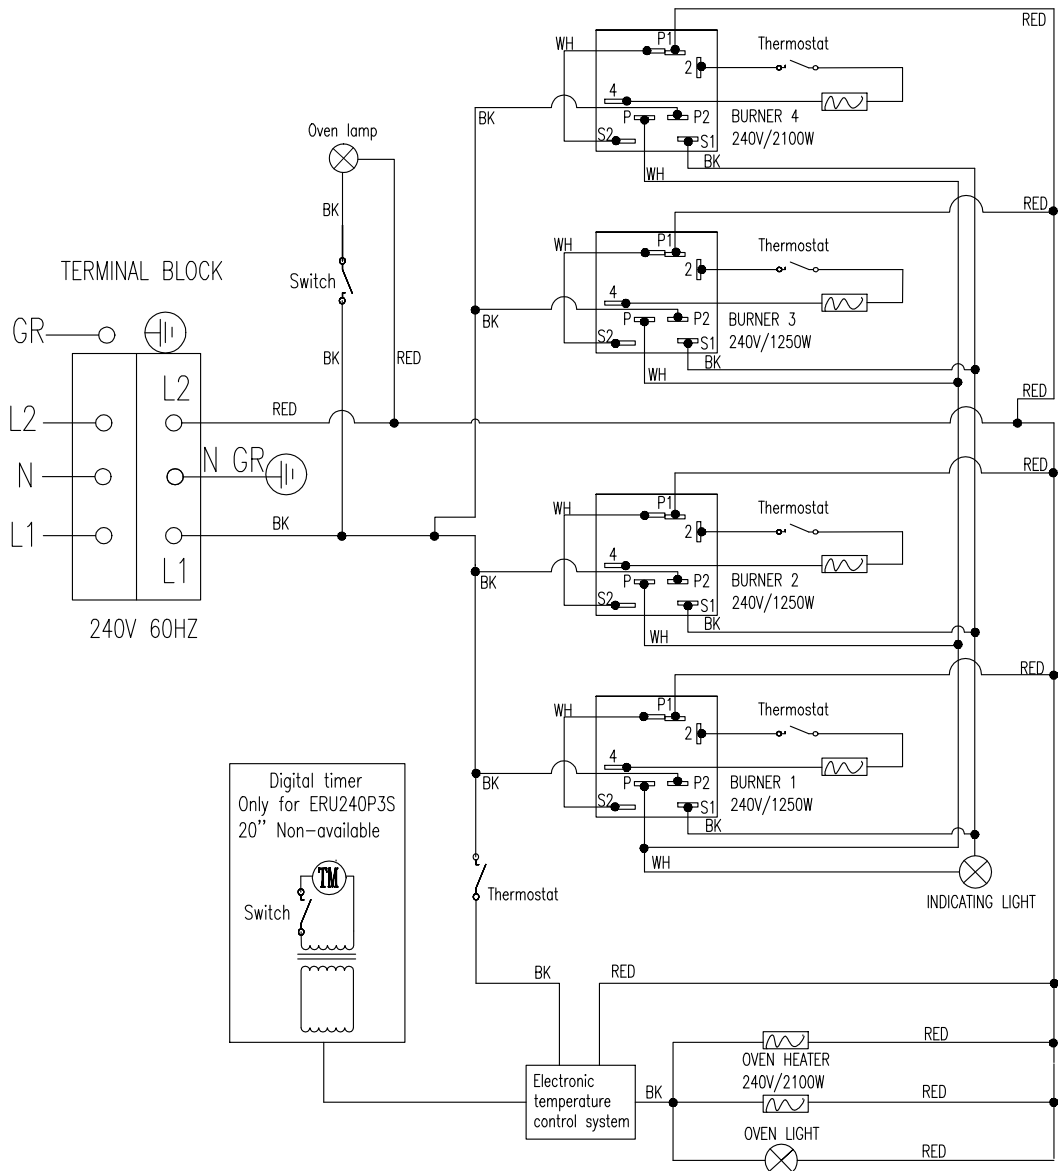 RED
P1
WH
Thermostat
2
4
BK
P
P2
BURNER 4
240V/2100W
S2
S1
BK
WH
Oven lamp
BK
RED
P1
WH
Thermostat
2
TERMINAL BLOCK
Switch
4
BK
P
P2
BURNER 3
240V/1250W
S2
S1
BK
WH
GR
BK
RED
L2
RED
RED
L2
N
N GR
RED
P1
WH
Thermostat
2
BK
L1
L1
4
BK
P
P2
BURNER 2
240V/1250W
S2
S1
BK
WH
240V 60HZ
RED
P1
WH
Thermostat
2
4
BK
P
P2
BURNER 1
240V/1250W
S2
S1
BK
WH
Digital timer
Only for ERU240P3S
20'' Non-available
TM
Switch
Thermostat
INDICATING LIGHT
BK
RED
RED
OVEN HEATER
240V/2100W
Electronic
temperature
control system
BK
RED
OVEN LIGHT
RED